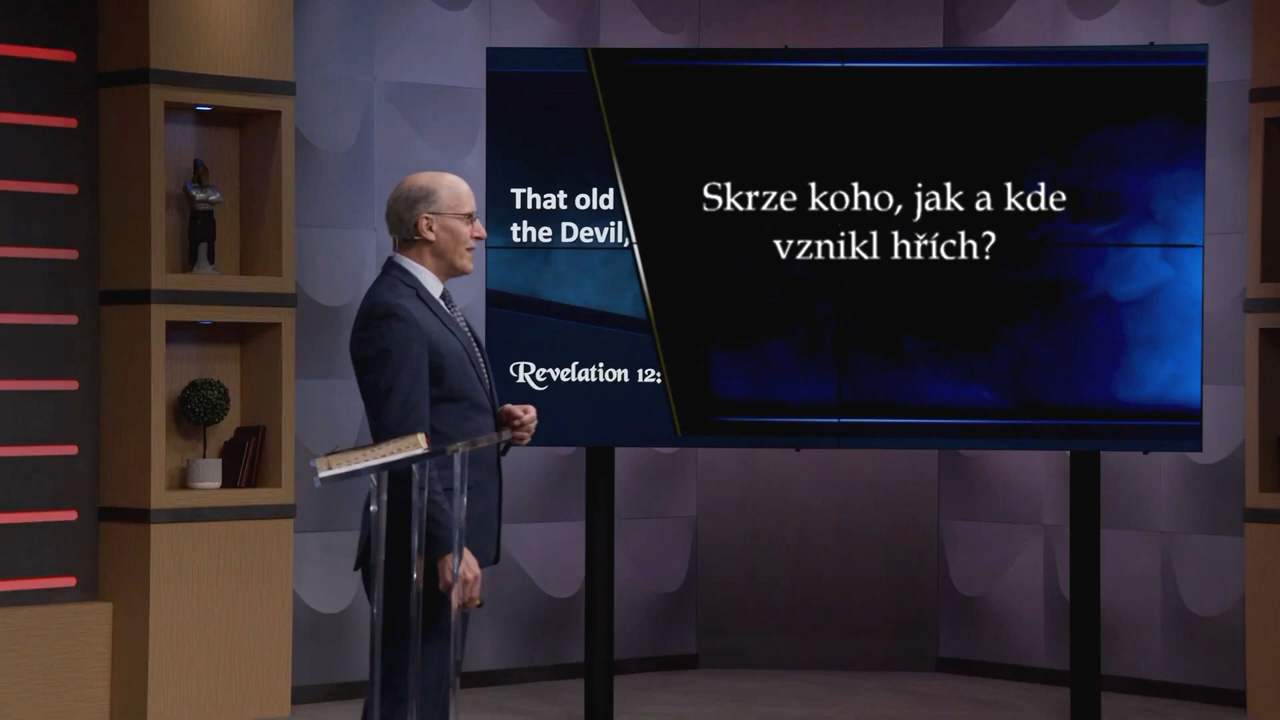 That old
the Devil,
Revelation 12:
Skrze koho, jak a kde
vznikl hřích?